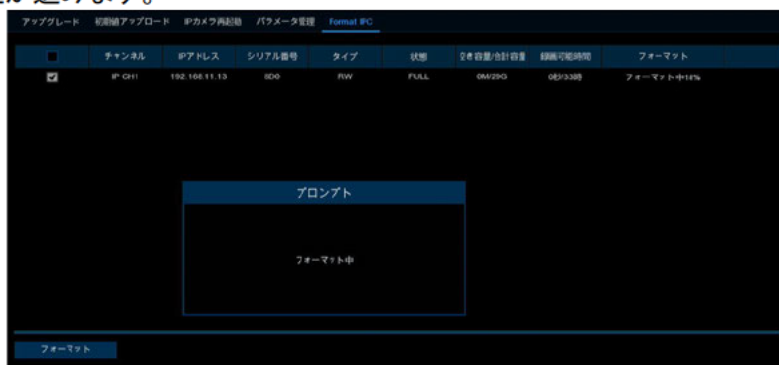 が進みます。
アップグレード 初期値アップロード IPカメラ再起動 パラメータ管理 Format IPC
チャンネル IPアドレス シリアル番号 タイプ 状態 空き容量/合計容量 録画可能時間 フォーマット
IP CH1 192.168.11.13 SD0 RW FULL 0M/29G 0秒/33時 フォーマット中14%
プロンプト
フォーマット中
フォーマット